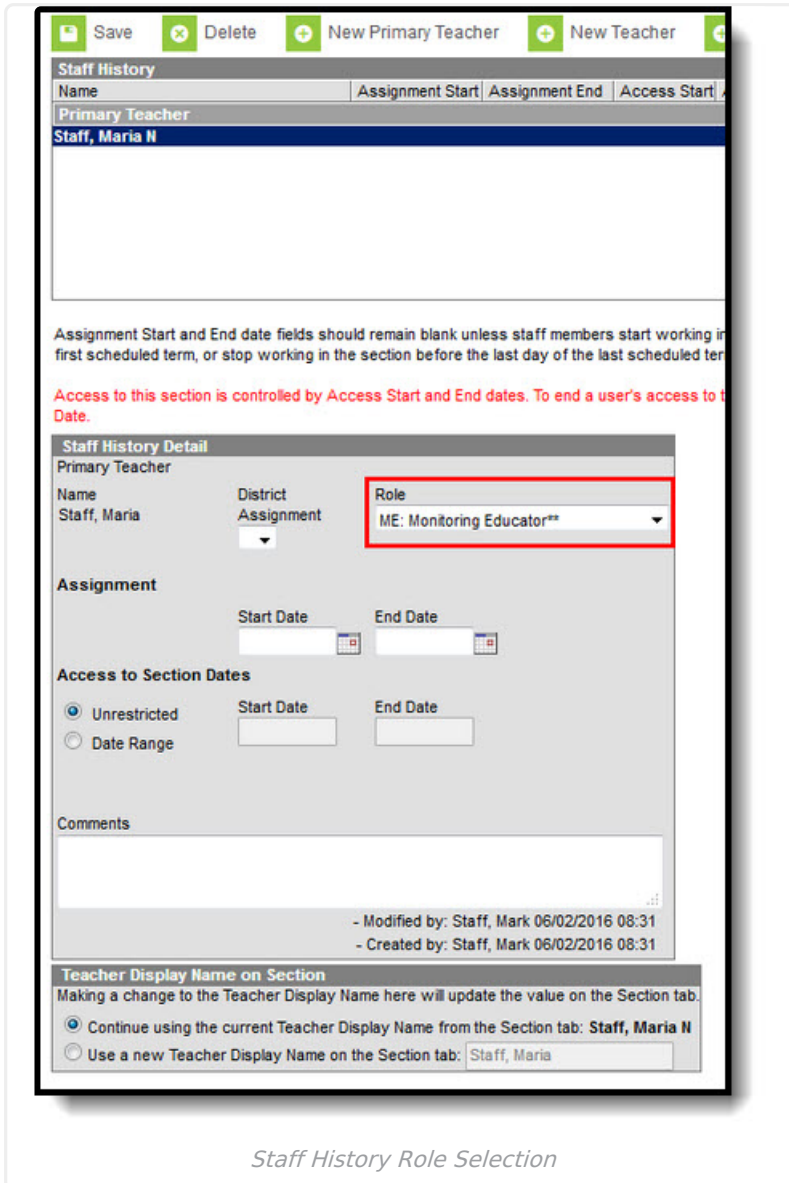 Save Delete New Primary Teacher New Teacher
Staff History
Name Assignment Start Assignment End Access Start
Primary Teacher
Staff, Maria N
Assignment Start and End date fields should remain blank unless staff members start working in
first scheduled term, or stop working in the section before the last day of the last scheduled ter
Access to this section is controlled by Access Start and End dates. To end a user's access to t
Date.
Staff History Detail
Primary Teacher
Name District Role
Staff, Maria Assignment ME: Monitoring Educator**
Assignment
Start Date End Date
Access to Section Dates
Unrestricted Start Date End Date
Date Range
Comments
- Modified by: Staff, Mark 06/02/2016 08:31
- Created by: Staff, Mark 06/02/2016 08:31
Teacher Display Name on Section
Making a change to the Teacher Display Name here will update the value on the Section tab.
Continue using the current Teacher Display Name from the Section tab: Staff, Maria N
Use a new Teacher Display Name on the Section tab: Staff, Maria
Staff History Role Selection